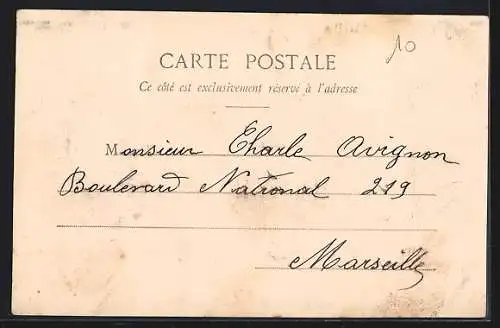 10
CARTE POSTALE
Ce côté est exclusivement réservé à l'adresse
Monsieur Charle Avignon
Boulevard National 219
Marseille